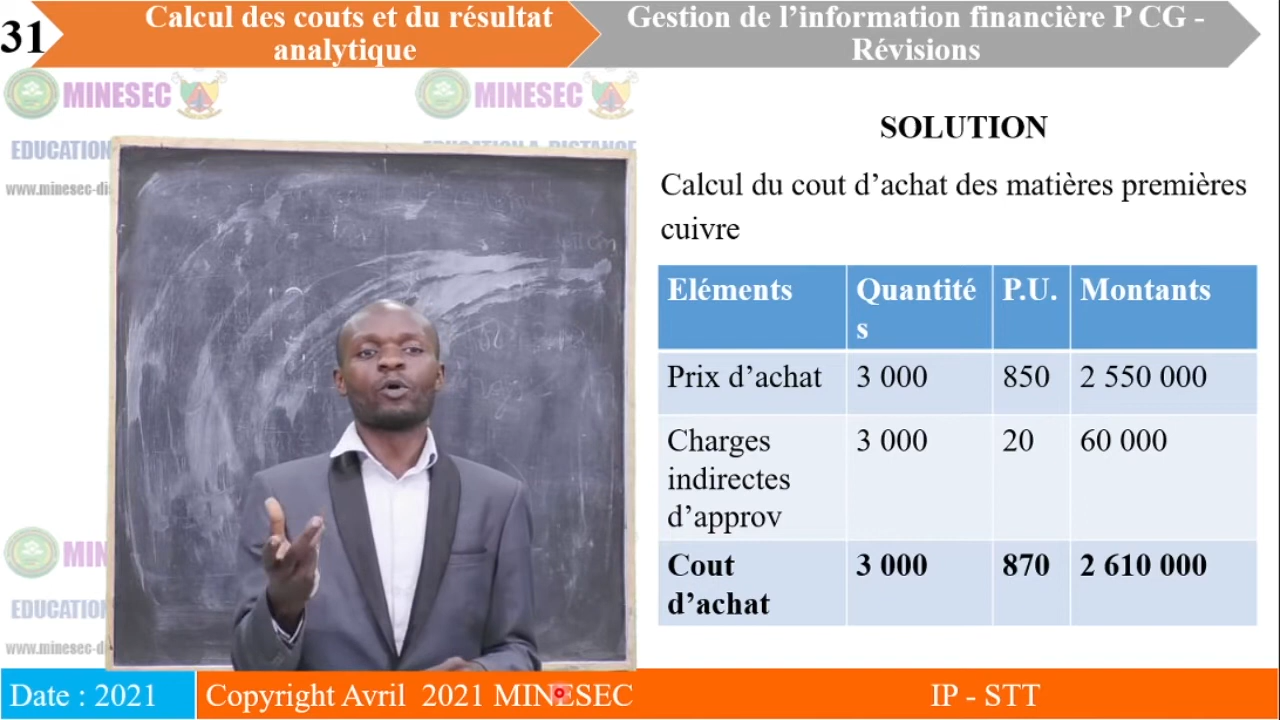 31
Calcul des couts et du résultat
analytique
Gestion de l’information financière P CG -
Révisions
MINESEC
MINESEC
EDUCATION
EDUCATION A DISTANCE
www.minesec-di
SOLUTION
Calcul du cout d’achat des matières premières
cuivre
Eléments Quantité P.U. Montants
s
Prix d’achat 3 000 850 2 550 000
Charges 3 000 20 60 000
indirectes
d’approv
Cout 3 000 870 2 610 000
d’achat
MIN
EDUCATION
www.minesec-d
Date : 2021 Copyright Avril 2021 MINESEC IP - STT